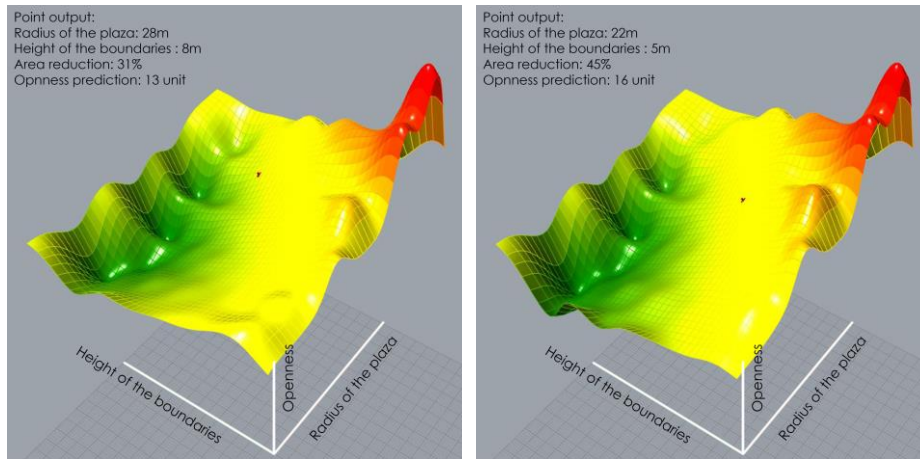 Point output:
Radius of the plaza: 28m
Height of the boundaries : 8m
Area reduction: 31%
Opnness prediction: 13 unit
Height of the boundaries
Openness
Radius of the plaza
Point output:
Radius of the plaza: 22m
Height of the boundaries : 5m
Area reduction: 45%
Opnness prediction: 16 unit
Height of the boundaries
Openness
Radius of the plaza